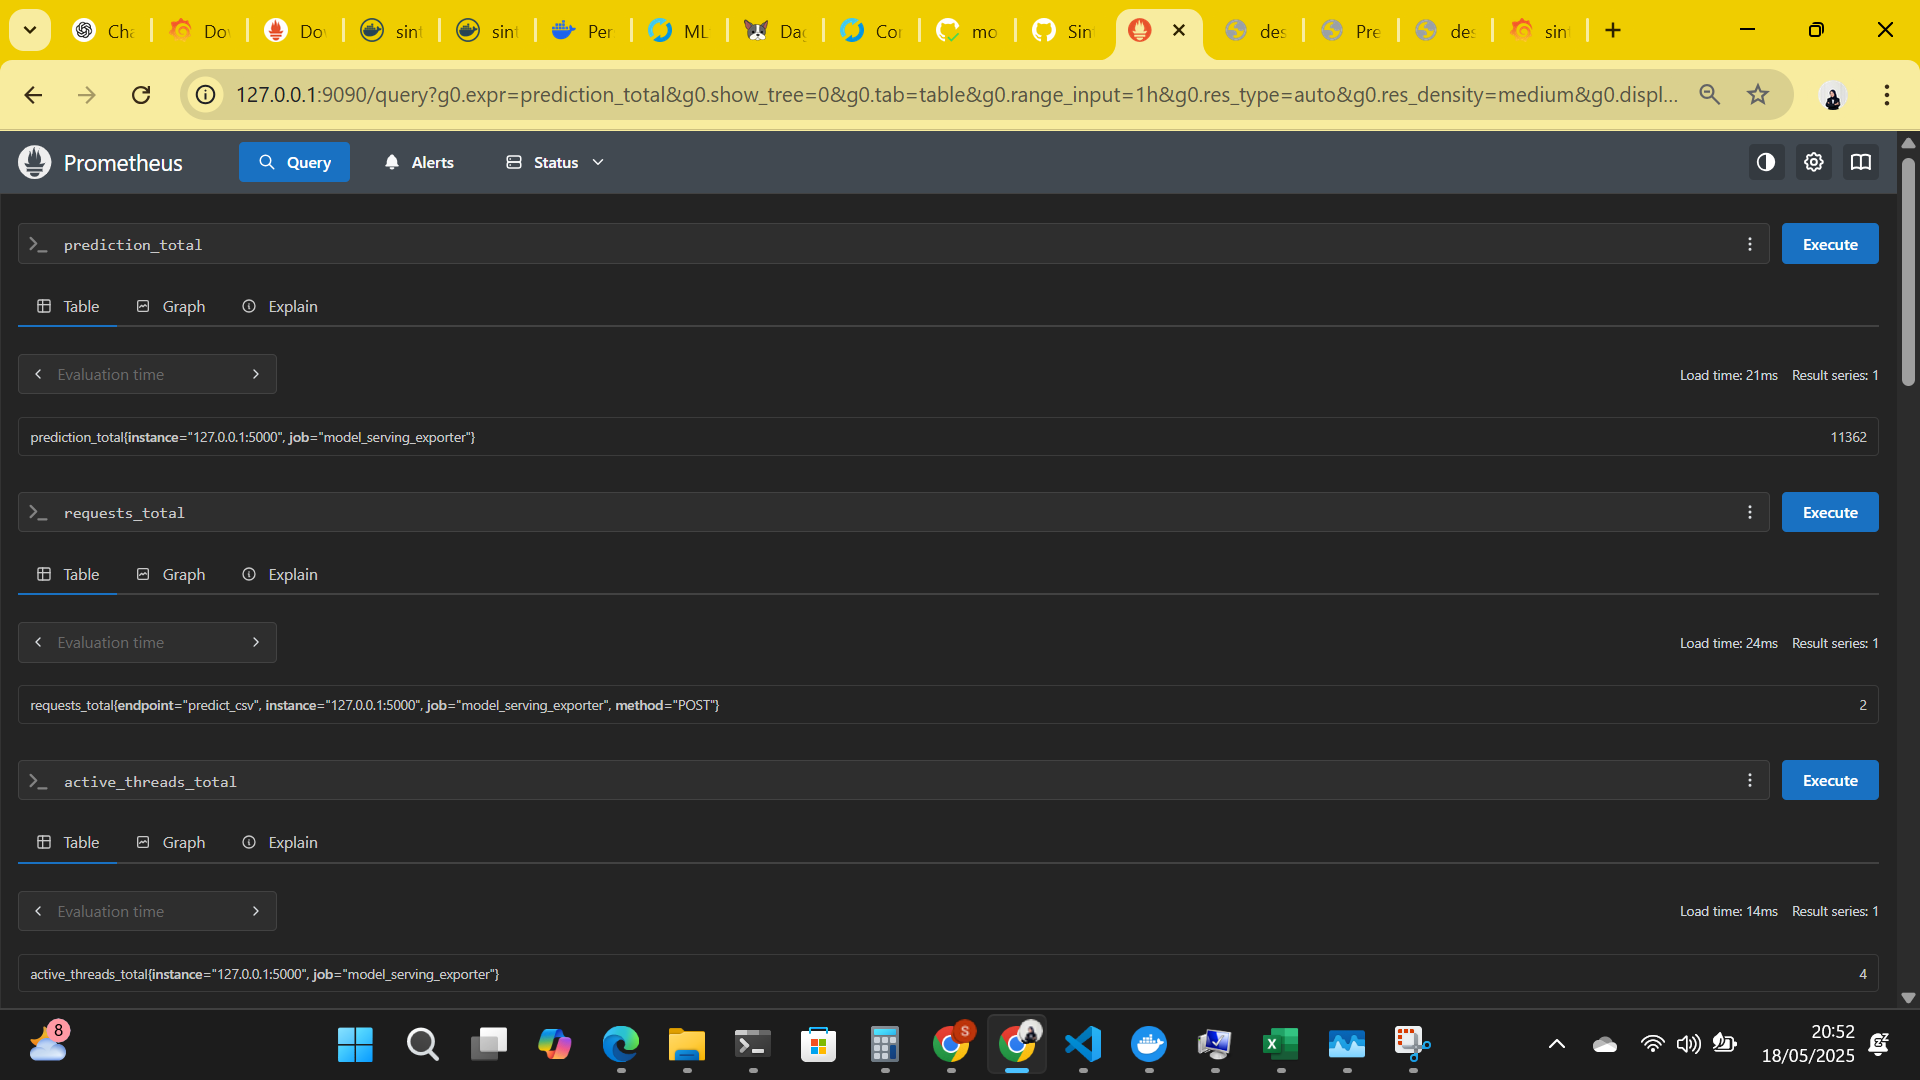 Cha
Dov
Dov
sint
sint
Per
ML
Dag
Cor
mo
Sint
des
Pre
des
sint
127.0.0.1:9090/query?g0.expr=prediction_total&g0.show_tree=0&g0.tab=table&g0.range_input=1h&g0.res_type=auto&g0.res_density=medium&g0.displ...
Prometheus
Query
Alerts
Status
prediction_total
Execute
Table
Graph
Explain
Evaluation time
Load time: 21ms Result series: 1
prediction_total{instance="127.0.0.1:5000", job="model_serving_exporter"} 11362
requests_total
Execute
Table
Graph
Explain
Evaluation time
Load time: 24ms Result series: 1
requests_total{endpoint="predict_csv", instance="127.0.0.1:5000", job="model_serving_exporter", method="POST"} 2
active_threads_total
Execute
Table
Graph
Explain
Evaluation time
Load time: 14ms Result series: 1
active_threads_total{instance="127.0.0.1:5000", job="model_serving_exporter"} 4
8
S
20:52
18/05/2025